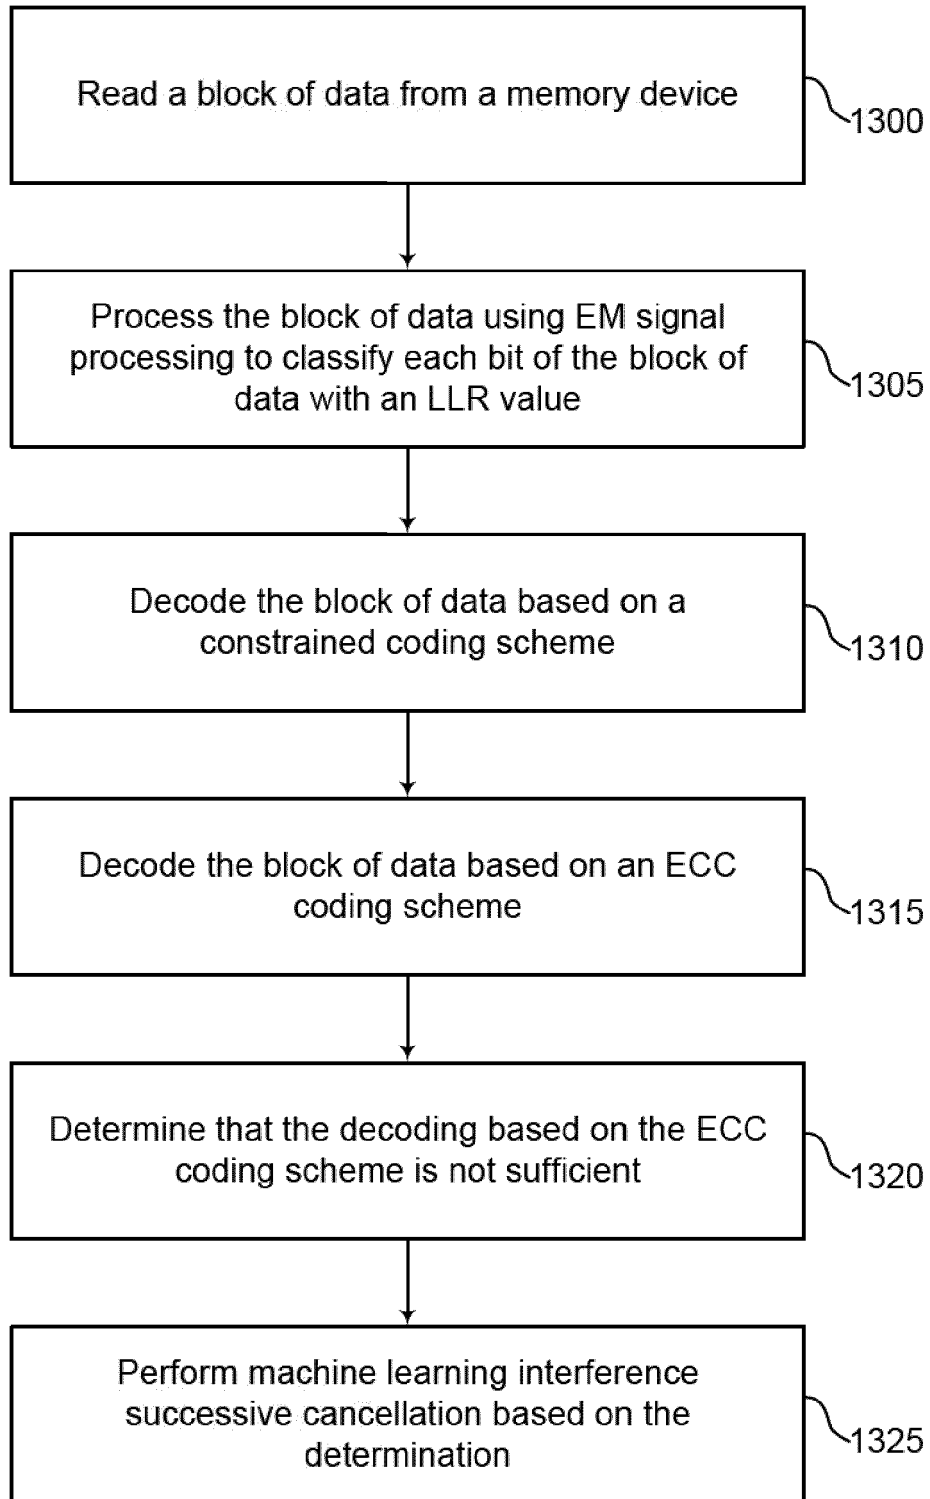 Read a block of data from a memory device
1300
Process the block of data using EM signal
processing to classify each bit of the block of
data with an LLR value
1305
Decode the block of data based on a
constrained coding scheme
1310
Decode the block of data based on an ECC
coding scheme
1315
Determine that the decoding based on the ECC
coding scheme is not sufficient
1320
Perform machine learning interference
successive cancellation based on the
determination
1325